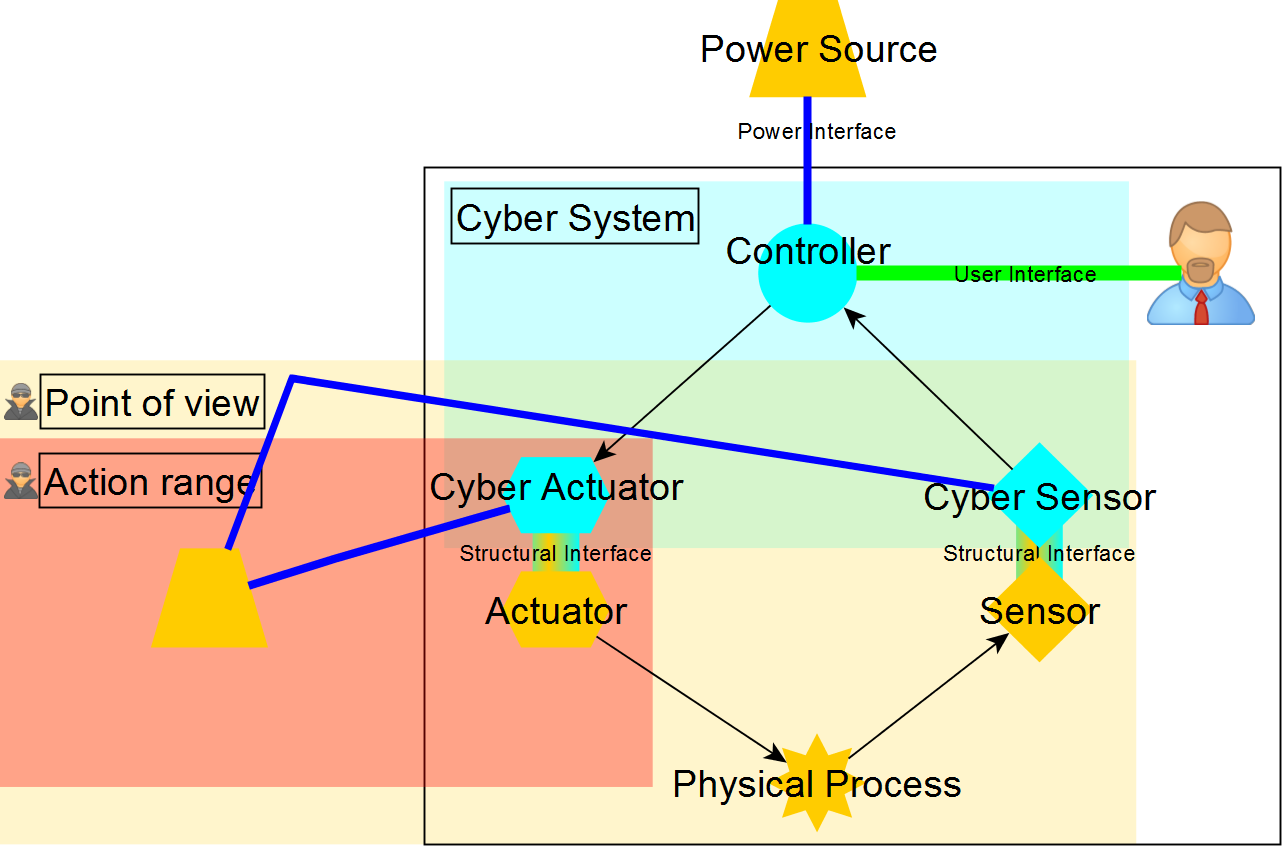 Power Source
Power Interface
Cyber System
Controller
User Interface
Point of view
Action range
Cyber Actuator
Cyber Sensor
Structural Interface
Structural Interface
Actuator
Sensor
Physical Process